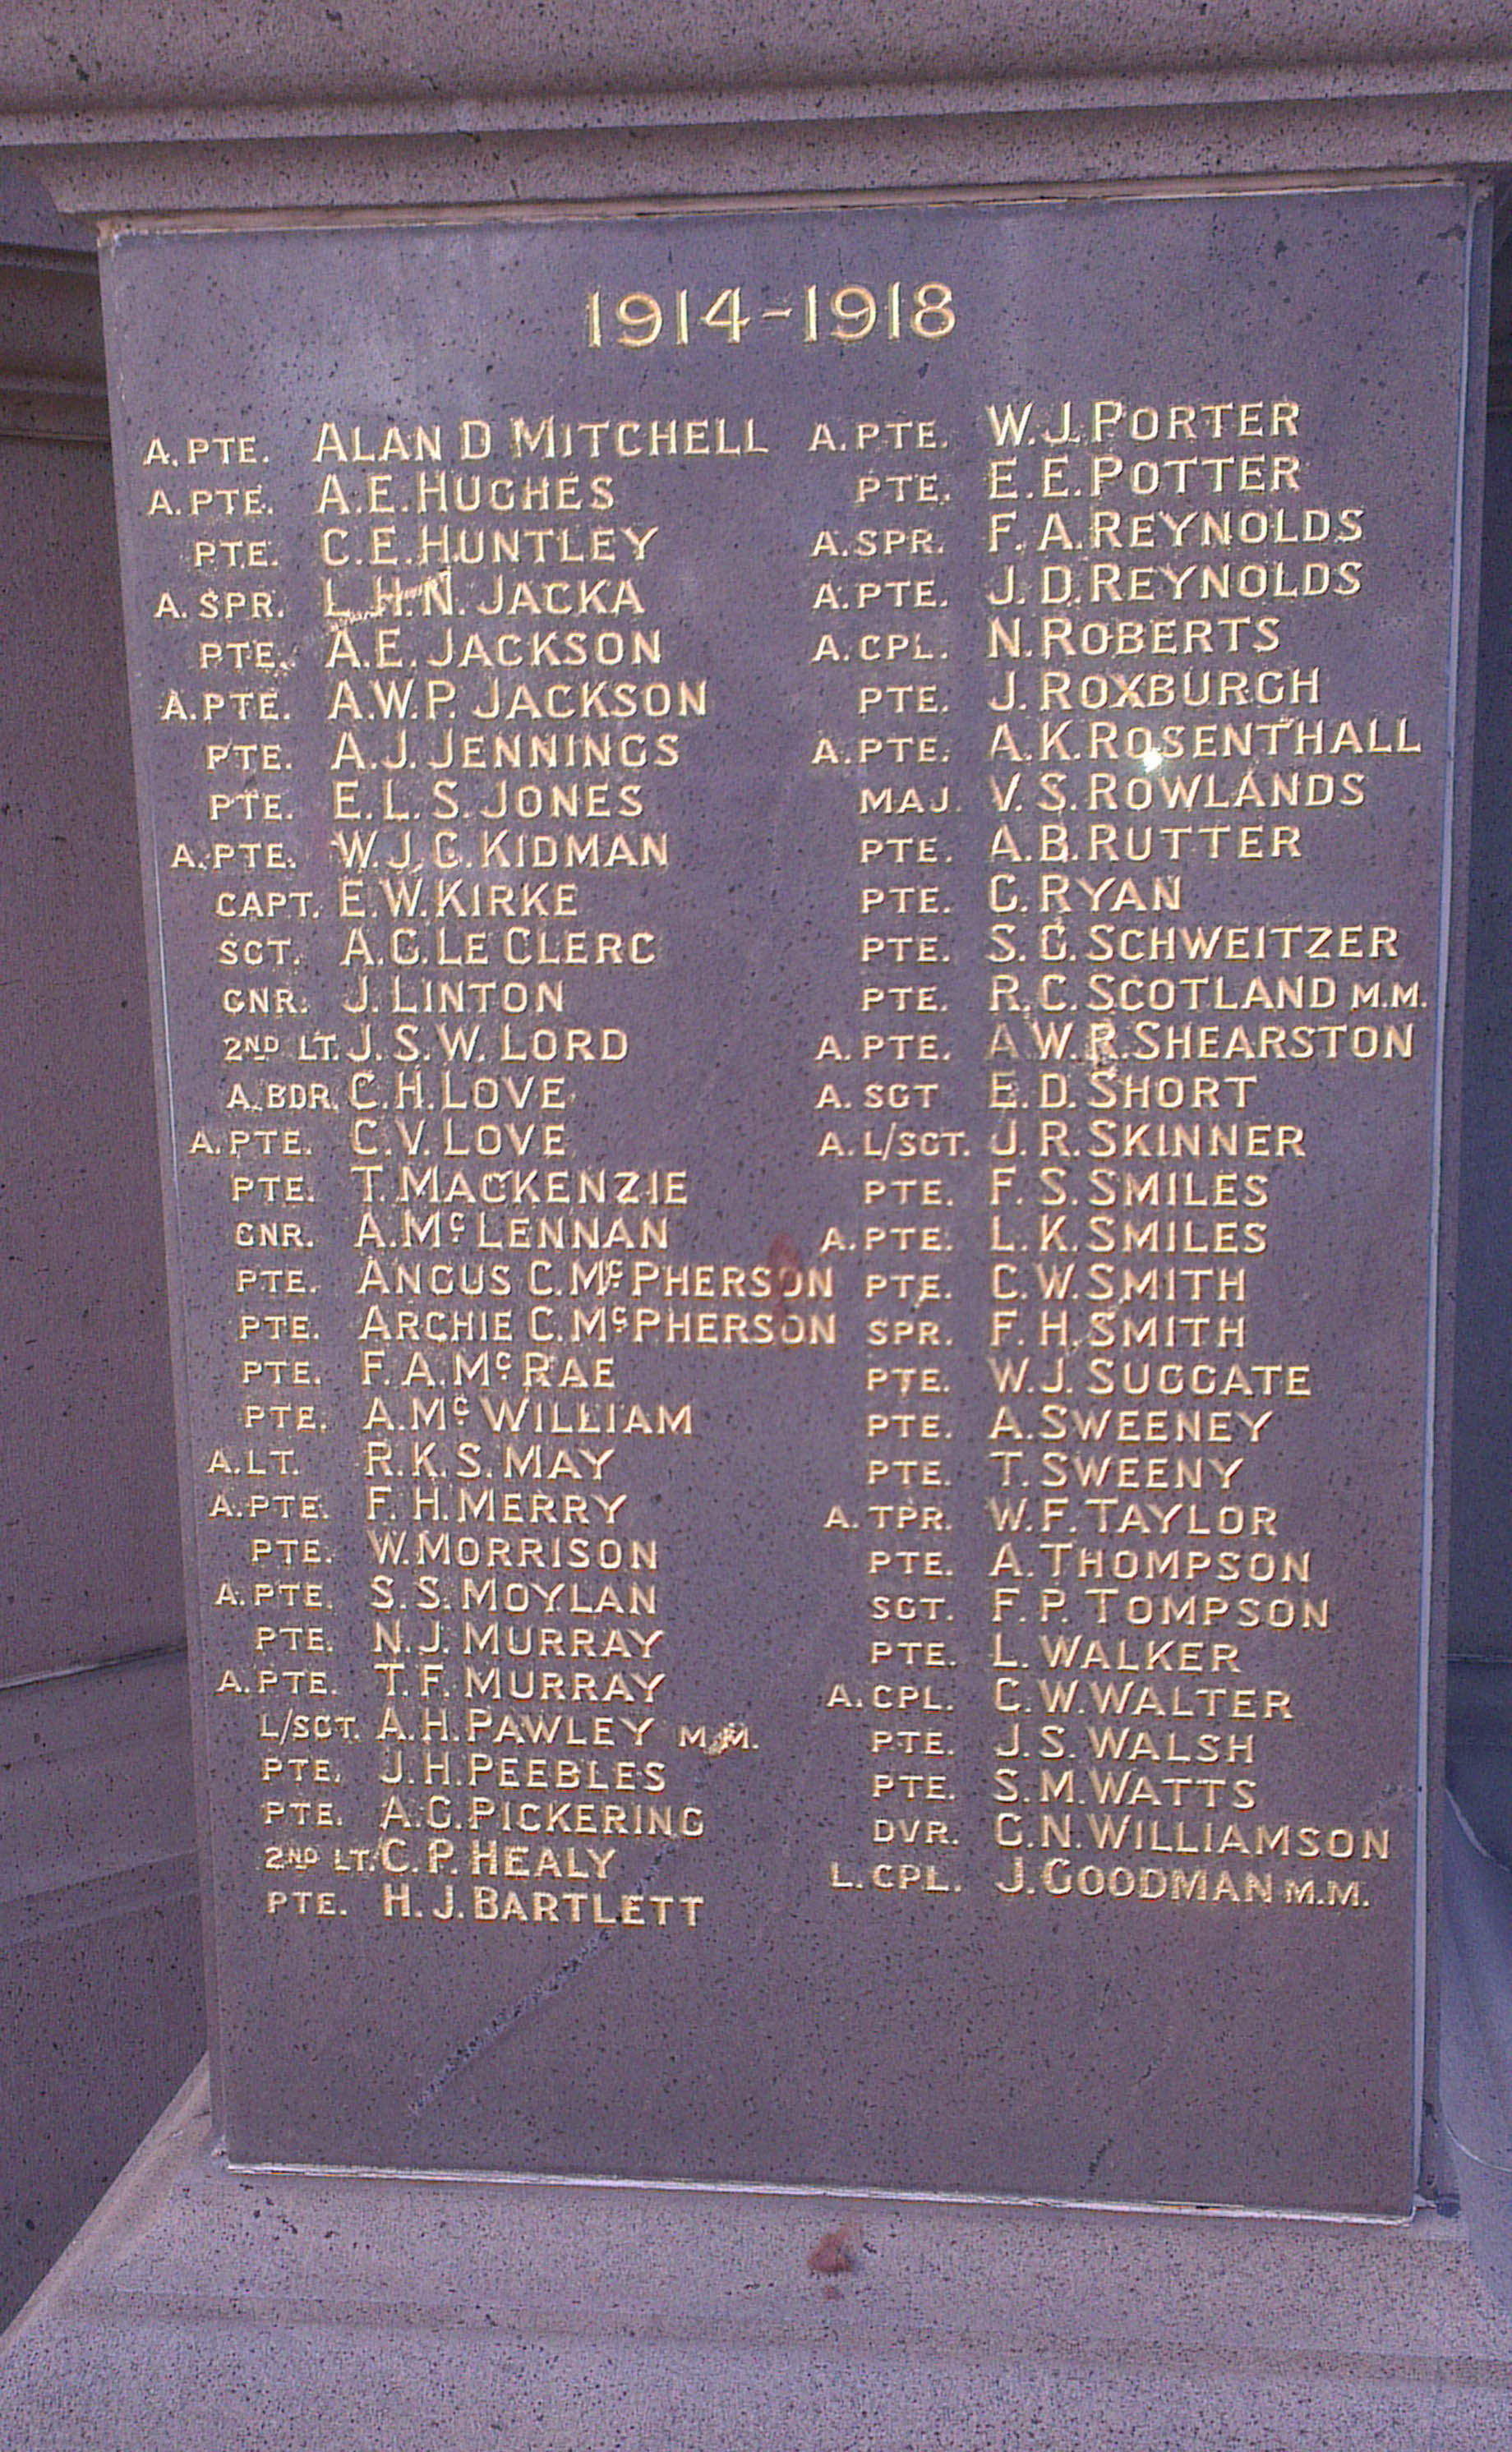 1914-1918
A. PTE. ALAN D MITCHELL
A. PTE. A. E. HUGHES
PTE. C. E. HUNTLEY
A. SPR. L. H. N. JACKA
PTE. A. E. JACKSON
A. PTE. A. W. P. JACKSON
PTE. A. J. JENNINGS
PTE. E. L. S. JONES
A. PTE. W. J. C. KIDMAN
CAPT. E. W. KIRKE
SGT. A. G. LE CLERC
GNR. J. LINTON
2ND LT. J. S. W. LORD
A. BDR. C. H. LOVE
A. PTE. C. V. LOVE
PTE. T. MACKENZIE
GNR. A. McLENNAN
PTE. ANGUS C. McPHERSON
PTE. ARCHIE C. McPHERSON
PTE. F. A. McRAE
PTE. A. McWILLIAM
A. LT. R. K. S. MAY
A. PTE. F. H. MERRY
PTE. W. MORRISON
A. PTE. S. S. MOYLAN
PTE. N. J. MURRAY
A. PTE. T. F. MURRAY
L/SGT. A. H. PAWLEY M.M.
PTE. J. H. PEEBLES
PTE. A. G. PICKERING
2ND LT. C. P. HEALY
PTE. H. J. BARTLETT
A. PTE. W. J. PORTER
PTE. E. E. POTTER
A. SPR. F. A. REYNOLDS
A. PTE. J. D. REYNOLDS
A. CPL. N. ROBERTS
PTE. J. ROXBURGH
A. PTE. A. K. ROSENTHALL
MAJ. V. S. ROWLANDS
PTE. A. B. RUTTER
PTE. G. RYAN
PTE. S. G. SCHWEITZER
PTE. R. C. SCOTLAND M.M.
A. PTE. A W. R. SHEARSTON
A. SGT E. D. SHORT
A. L/SGT. J. R. SKINNER
PTE. F. S. SMILES
A. PTE. L. K. SMILES
PTE. C. W. SMITH
SPR. F. H. SMITH
PTE. W. J. SUGGATE
PTE. A. SWEENEY
PTE. T. SWEENY
A. TPR. W. F. TAYLOR
PTE. A. THOMPSON
SGT. F. P. TOMPSON
PTE. L. WALKER
A. CPL. C. W. WALTER
PTE. J. S. WALSH
PTE. S. M. WATTS
DVR. G. N. WILLIAMSON
L. CPL. J. GOODMAN M.M.